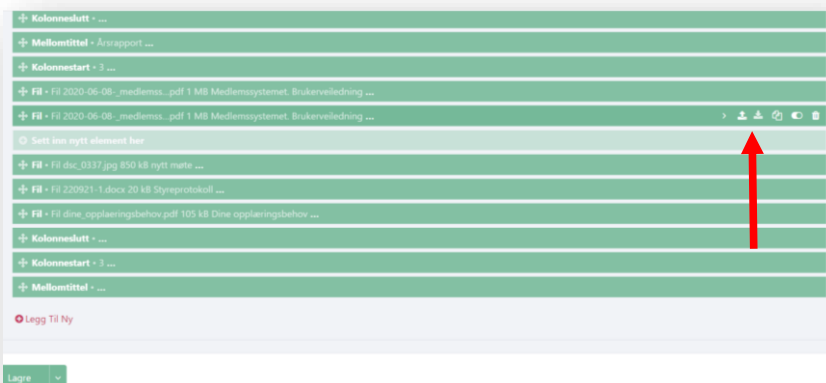 Kolonneslutt - ...
Mellomtittel - Årsrapport ...
Kolonnestart - 3 ...
Fil - Fil 2020-06-08-_medlemss...pdf 1 MB Medlemssystemet. Brukerveiledning ...
Fil - Fil 2020-06-08-_medlemss...pdf 1 MB Medlemssystemet. Brukerveiledning ...
Sett inn nytt element her
Fil - Fil dsc_0337.jpg 850 kB nytt møte ...
Fil - Fil 220921-1.docx 20 kB Styreprotokoll ...
Fil - Fil dine_opplaeringsbehov.pdf 105 kB Dine opplæringsbehov ...
Kolonneslutt - ...
Kolonnestart - 3 ...
Mellomtittel - ...
Legg Til Ny
Lagre